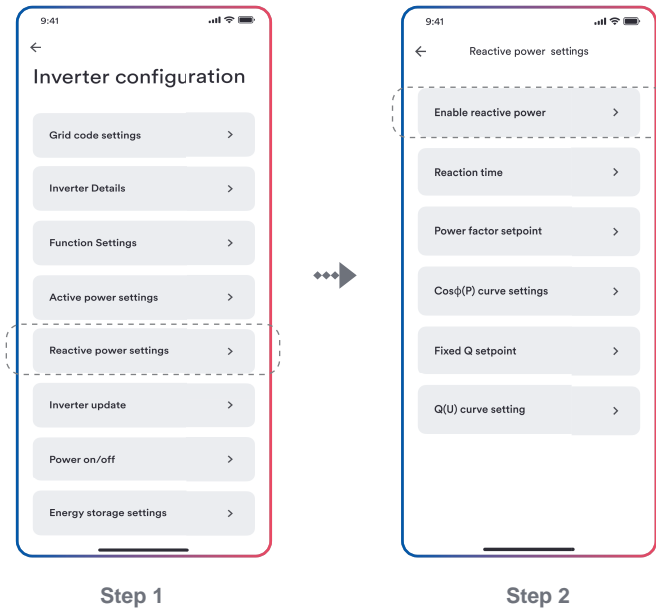 9:41
Inverter configuration
Grid code settings
Inverter Details
Function Settings
Active power settings
Reactive power settings
Inverter update
Power on/off
Energy storage settings
Step 1
9:41
Reactive power settings
Enable reactive power
Reaction time
Power factor setpoint
Cosϕ(P) curve settings
Fixed Q setpoint
Q(U) curve setting
Step 2